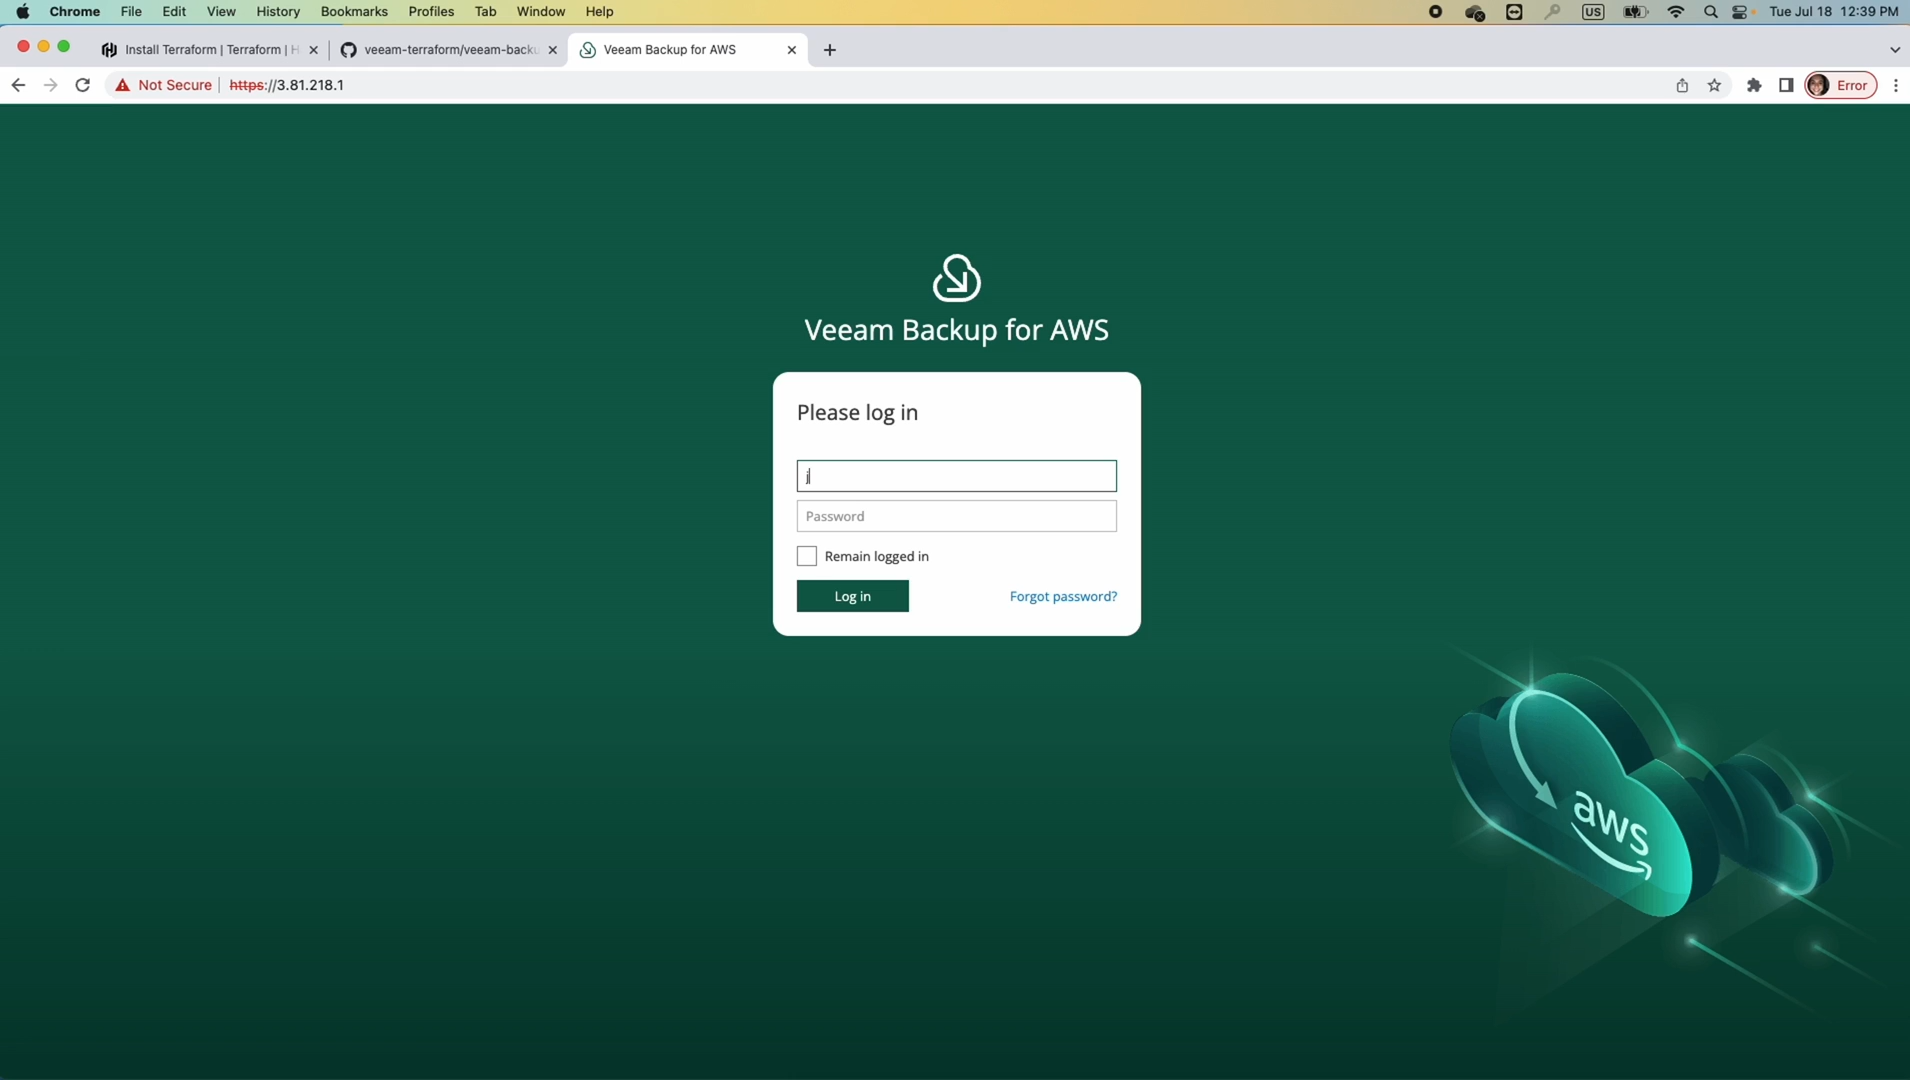 Chrome File Edit View History Bookmarks Profiles Tab Window Help US Tue Jul 18 12:39 PM
Install Terraform | Terraform | H veeam-terraform/veeam-backu Veeam Backup for AWS
Not Secure https://3.81.218.1 Error
Veeam Backup for AWS
Please log in
j
Password
Remain logged in
Log in Forgot password?
aws